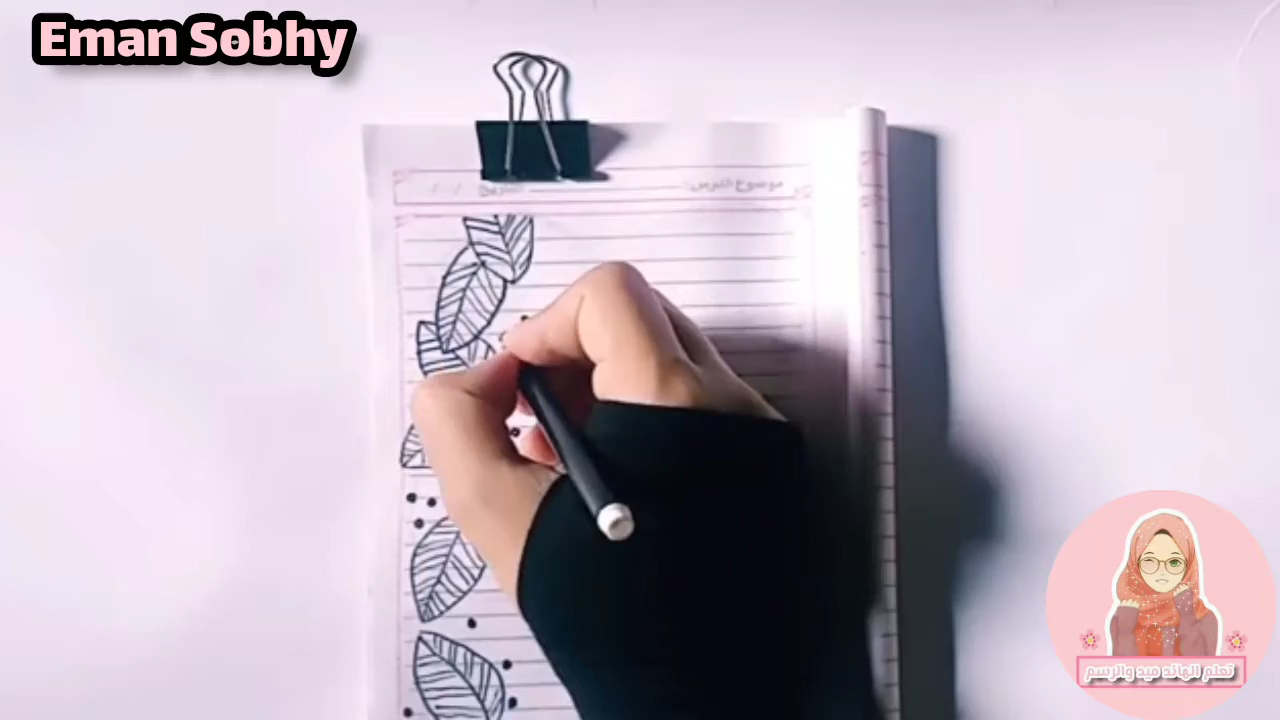 Eman Sobhy
موضوع الدرس:
التاريخ / /
تعلم الهاند ميد والرسم